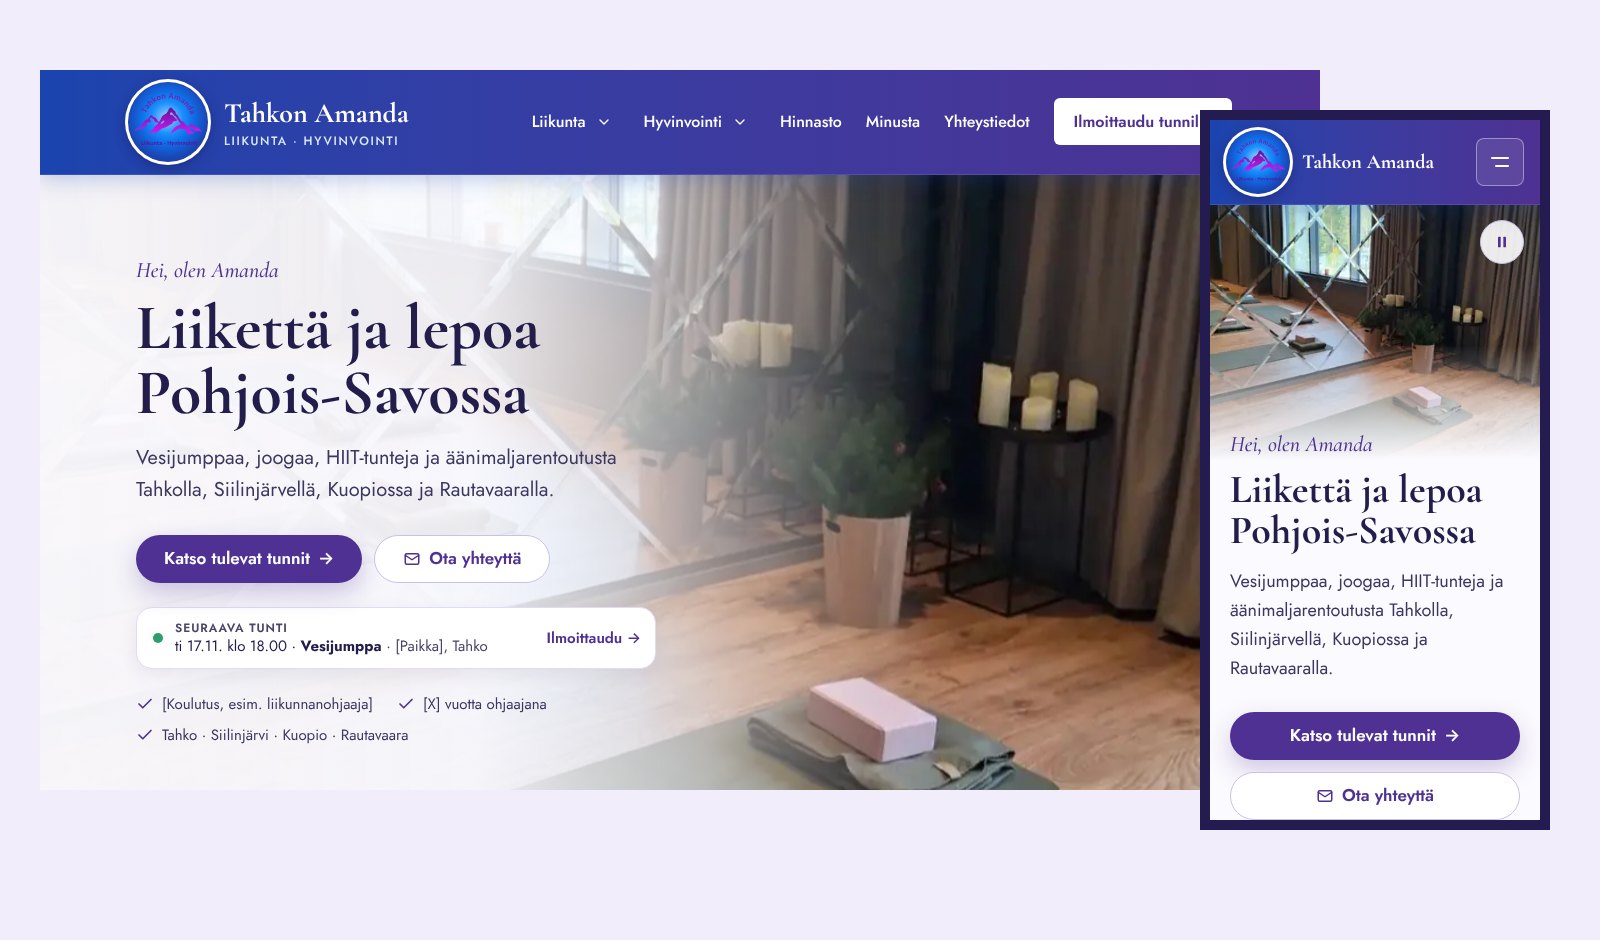 Tahkon Amanda
Liikunta · Hyvinvointi
Tahkon Amanda
LIIKUNTA · HYVINVOINTI
Liikunta
Hyvinvointi
Hinnasto
Minusta
Yhteystiedot
Ilmoittaudu tunnil
Hei, olen Amanda
Liikettä ja lepoa
Pohjois-Savossa
Vesijumppaa, joogaa, HIIT-tunteja ja äänimaljarentoutusta
Tahkolla, Siilinjärvellä, Kuopiossa ja Rautavaaralla.
Katso tulevat tunnit →
Ota yhteyttä
SEURAAVA TUNTI
ti 17.11. klo 18.00 · Vesijumppa · [Paikka], Tahko
Ilmoittaudu →
[Koulutus, esim. liikunnanohjaaja]
[X] vuotta ohjaajana
Tahko · Siilinjärvi · Kuopio · Rautavaara
Tahkon Amanda
Hei, olen Amanda
Liikettä ja lepoa
Pohjois-Savossa
Vesijumppaa, joogaa, HIIT-tunteja ja
äänimaljarentoutusta Tahkolla,
Siilinjärvellä, Kuopiossa ja
Rautavaaralla.
Katso tulevat tunnit →
Ota yhteyttä